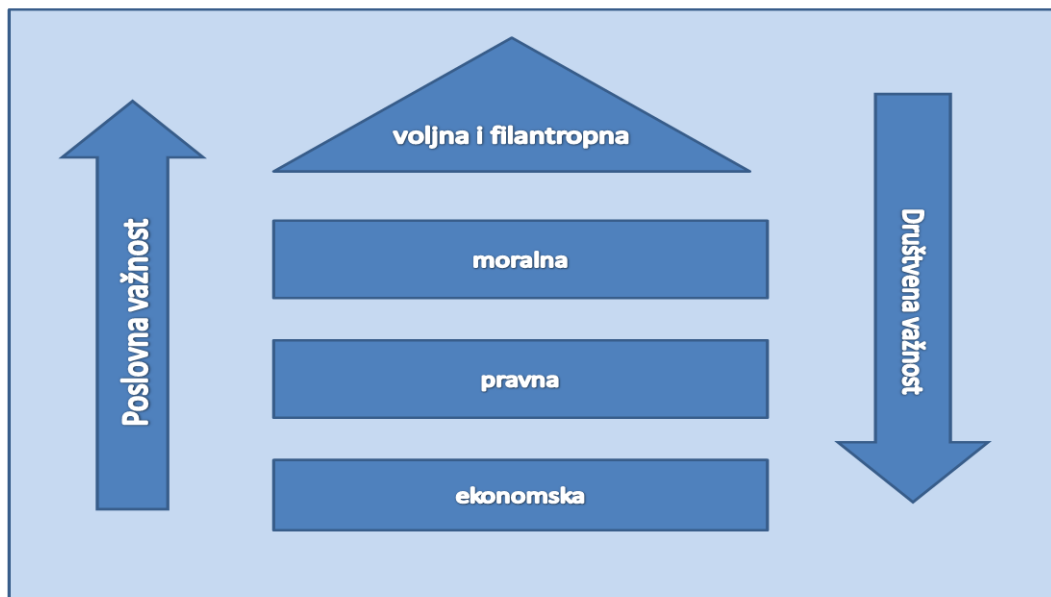 voljna i filantropna
moralna
pravna
ekonomska
Poslovna važnost
Društvena važnost